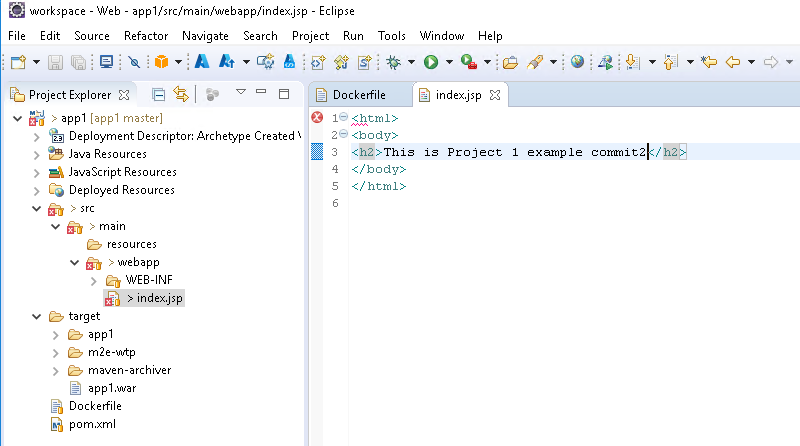 workspace - Web - app1/src/main/webapp/index.jsp - Eclipse
File Edit Source Refactor Navigate Search Project Run Tools Window Help
Project Explorer
Dockerfile
index.jsp
> app1 [app1 master]
Deployment Descriptor: Archetype Created
Java Resources
JavaScript Resources
Deployed Resources
> src
> main
resources
> webapp
WEB-INF
> index.jsp
target
app1
m2e-wtp
maven-archiver
app1.war
Dockerfile
pom.xml
1 <html>
2 <body>
3 <h2>This is Project 1 example commit2</h2>
4 </body>
5 </html>
6